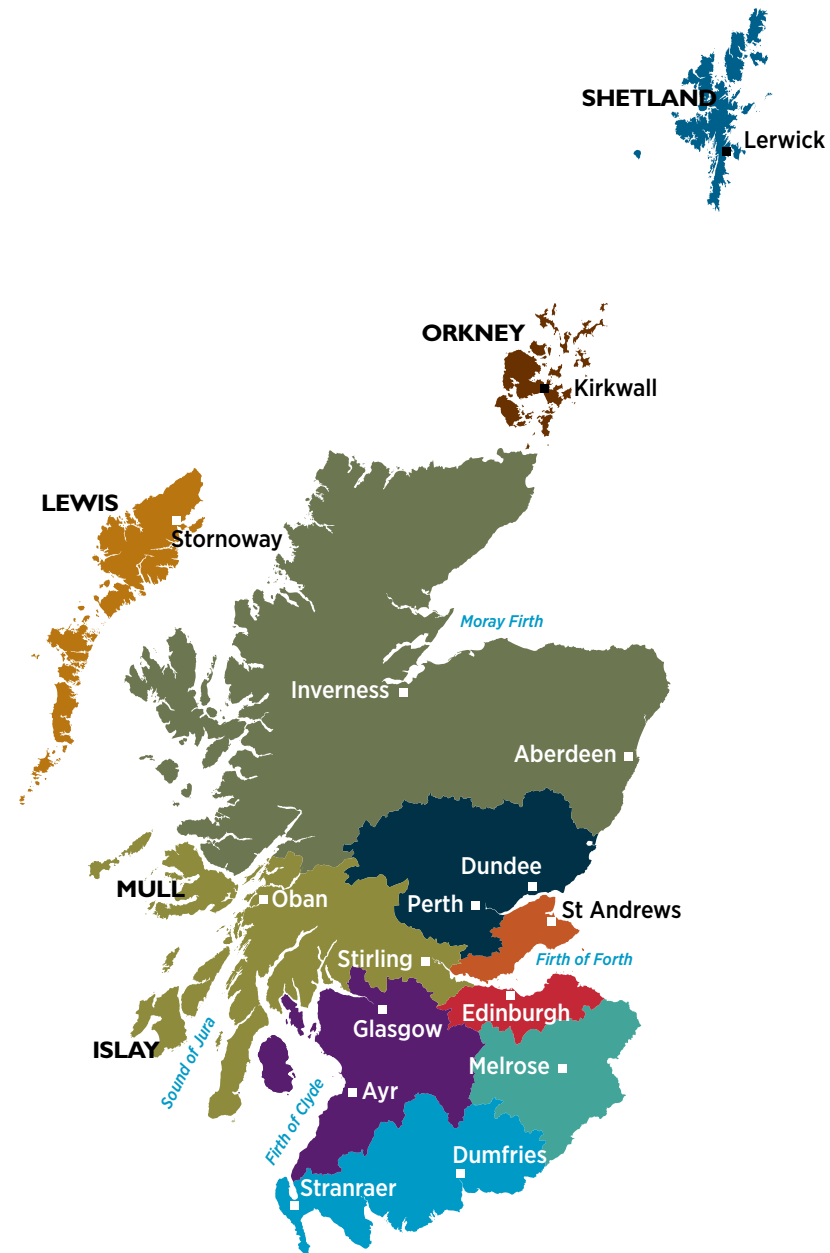 SHETLAND
Lerwick
ORKNEY
Kirkwall
LEWIS
Stornoway
Moray Firth
Inverness
Aberdeen
Dundee
MULL
Oban
Perth
St Andrews
Stirling
Firth of Forth
Edinburgh
Glasgow
ISLAY
Sound of Jura
Melrose
Ayr
Firth of Clyde
Dumfries
Stranraer